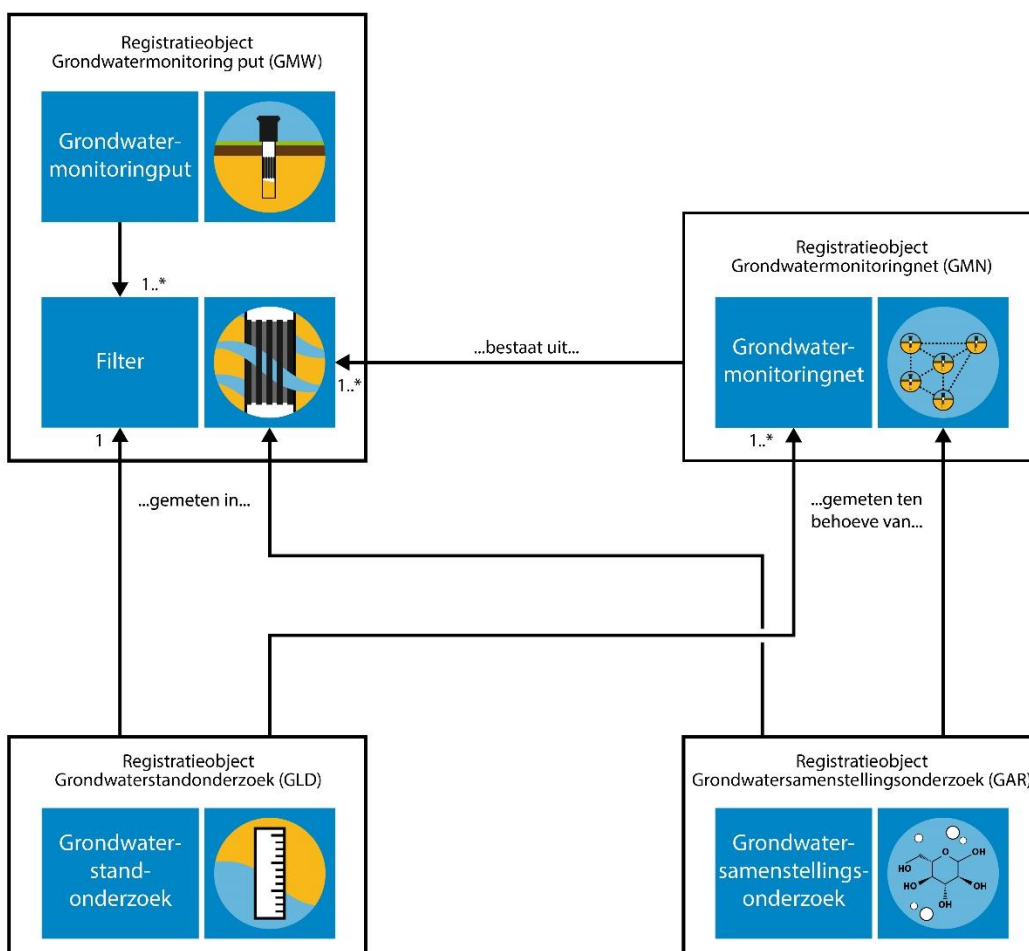 Registratieobject
Grondwatermonitoring put (GMW)
Grondwater-
monitoringput
1..*
Filter
1..*
1
...gemeten in...
...bestaat uit...
Registratieobject
Grondwatermonitoringnet (GMN)
Grondwater-
monitoringnet
1..*
...gemeten ten
behoeve van...
Registratieobject
Grondwaterstandonderzoek (GLD)
Grondwater-
stand-
onderzoek
Registratieobject
Grondwatersamenstellingsonderzoek (GAR)
Grondwater-
samenstellings-
onderzoek
HO
O
OH
HO
OH
OH